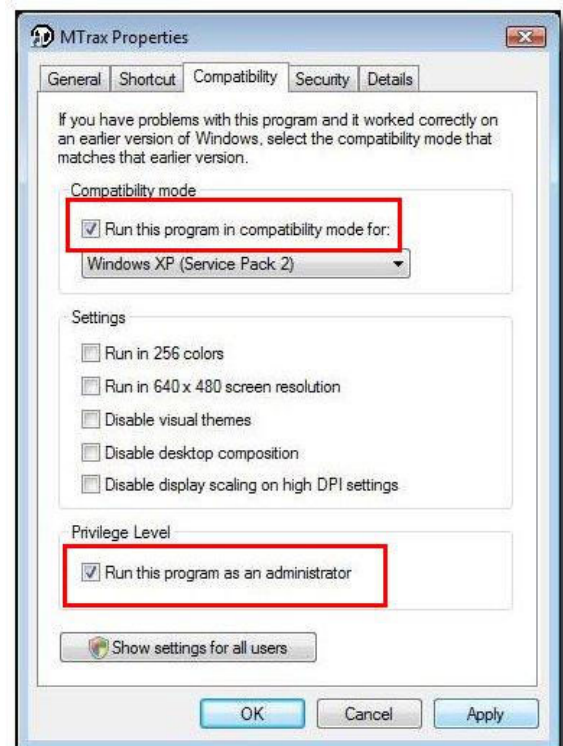 MTrax Properties
General Shortcut Compatibility Security Details
If you have problems with this program and it worked correctly on
an earlier version of Windows, select the compatibility mode that
matches that earlier version.
Compatibility mode
Run this program in compatibility mode for:
Windows XP (Service Pack 2)
Settings
Run in 256 colors
Run in 640 x 480 screen resolution
Disable visual themes
Disable desktop composition
Disable display scaling on high DPI settings
Privilege Level
Run this program as an administrator
Show settings for all users
OK Cancel Apply